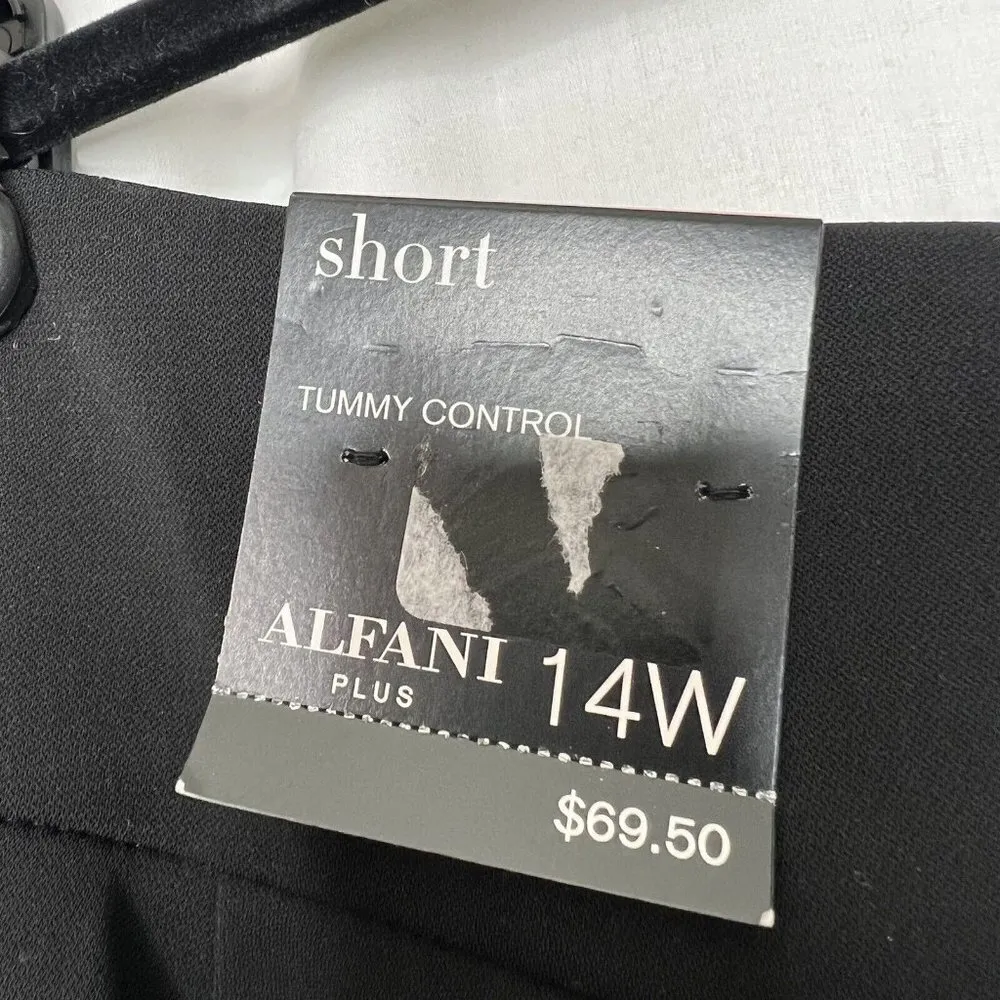 short
TUMMY CONTROL
ALFANI
PLUS
14W
$69.50